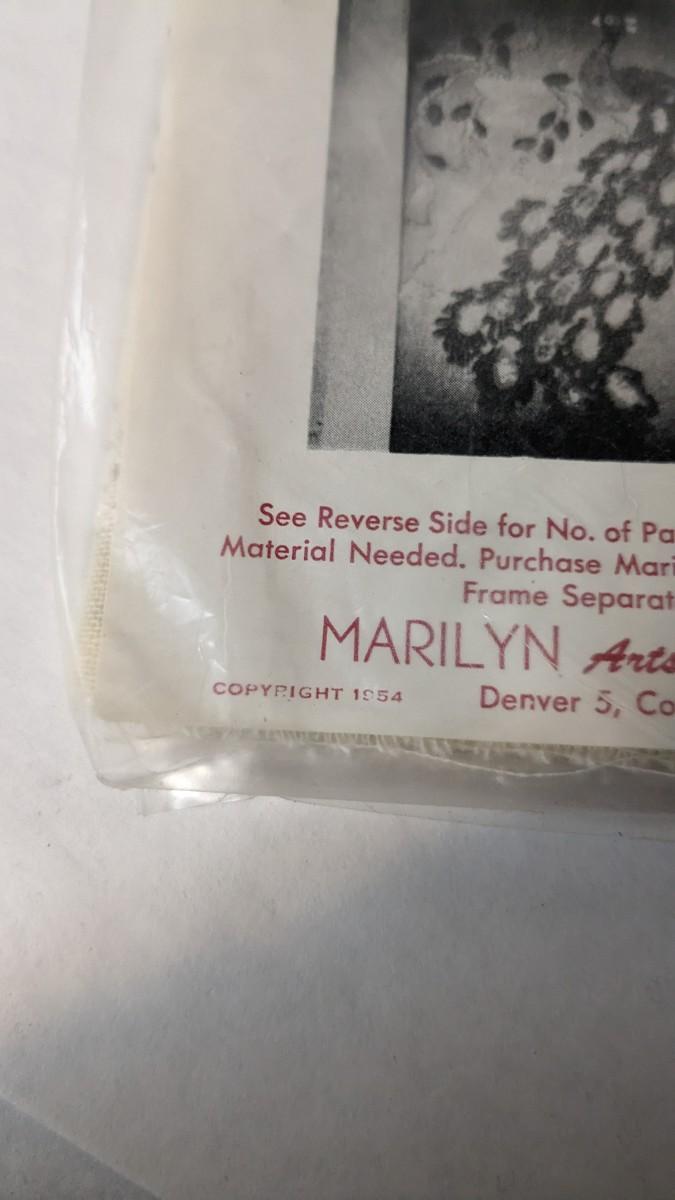 See Reverse Side for No. of Pa
Material Needed. Purchase Mari
Frame Separat
MARILYN Arts
COPYRIGHT 1954
Denver 5, Co